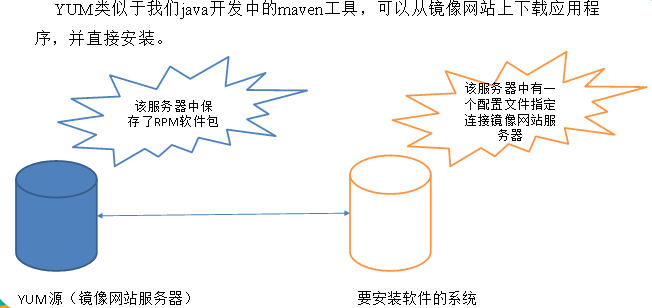 YUM类似于我们java开发中的maven工具，可以从镜像网站上下载应用程
序，并直接安装。
该服务器中保
存了RPM软件包
该服务器中有一
个配置文件指定
连接镜像网站服
务器
YUM源（镜像网站服务器）
要安装软件的系统